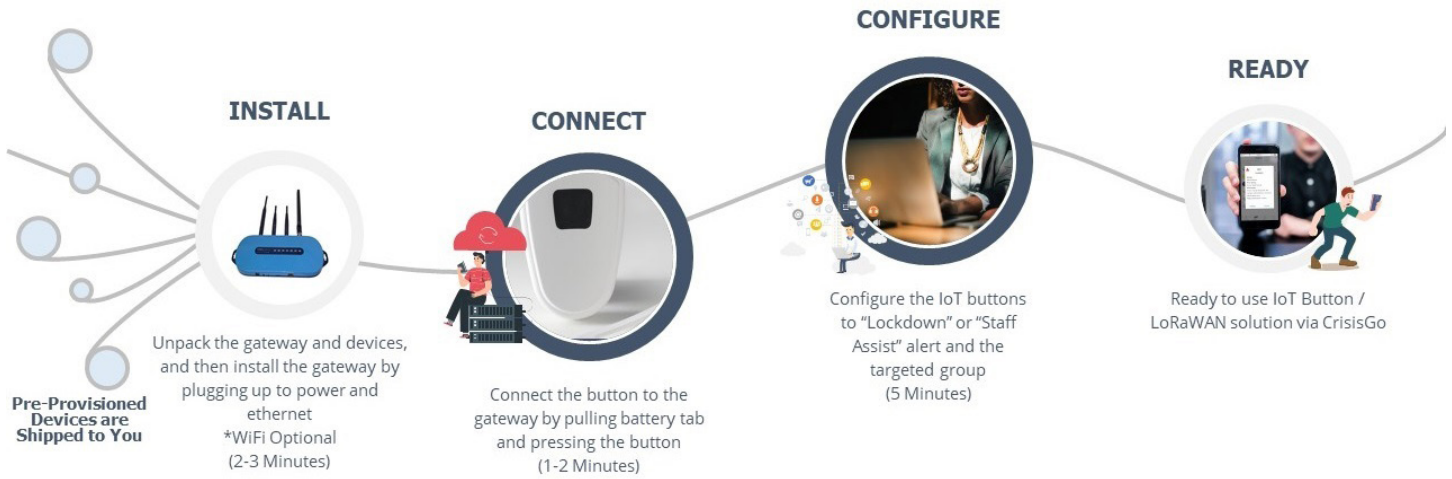 Pre-Provisioned
Devices are
Shipped to You
INSTALL
Unpack the gateway and devices,
and then install the gateway by
plugging up to power and
ethernet
*WiFi Optional
(2-3 Minutes)
CONNECT
Connect the button to the
gateway by pulling battery tab
and pressing the button
(1-2 Minutes)
CONFIGURE
Configure the IoT buttons
to “Lockdown” or “Staff
Assist” alert and the
targeted group
(5 Minutes)
READY
Ready to use IoT Button /
LoRaWAN solution via CrisisGo